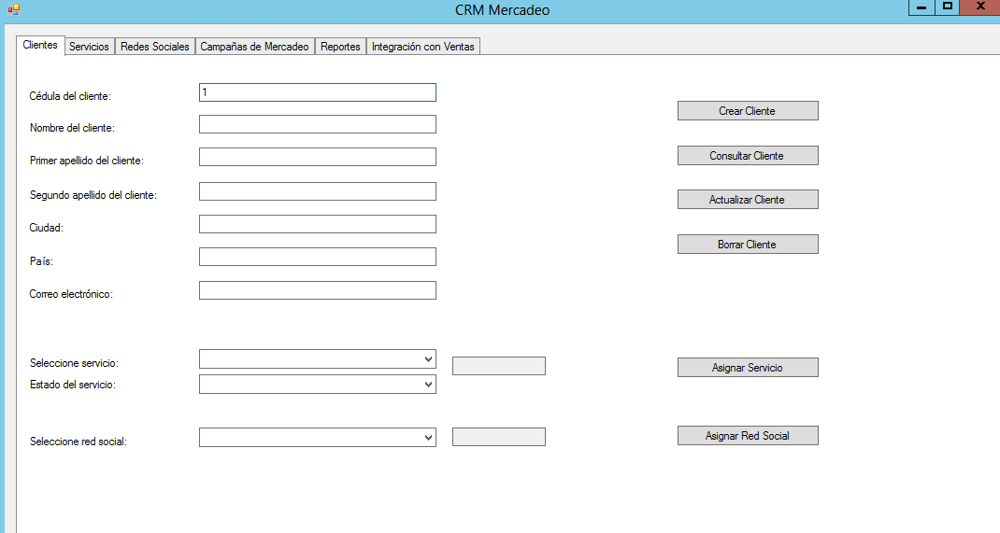 CRM Mercadeo
Clientes Servicios Redes Sociales Campañas de Mercadeo Reportes Integración con Ventas
Cédula del cliente: 1
Crear Cliente
Nombre del cliente:
Consultar Cliente
Primer apellido del cliente:
Segundo apellido del cliente:
Actualizar Cliente
Ciudad:
Borrar Cliente
País:
Correo electrónico:
Seleccione servicio:
Asignar Servicio
Estado del servicio:
Seleccione red social:
Asignar Red Social